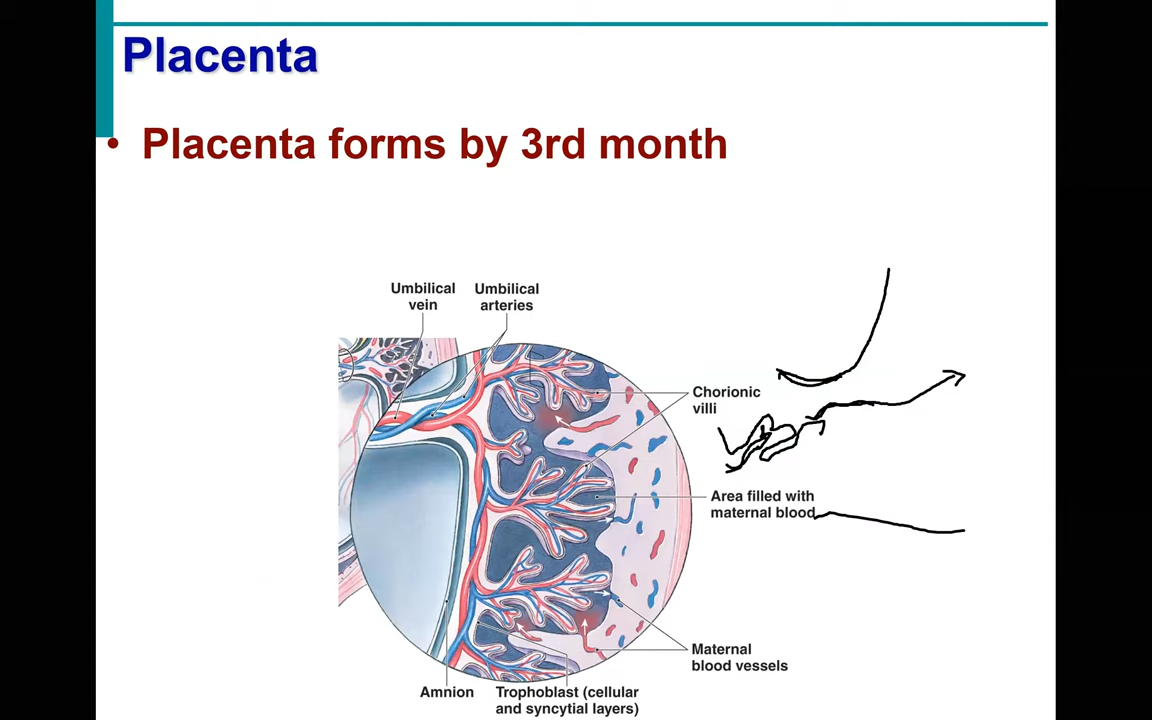 Placenta
• Placenta forms by 3rd month
Umbilical
vein
Umbilical
arteries
Chorionic
villi
Area filled with
maternal blood
Maternal
blood vessels
Amnion
Trophoblast (cellular
and syncytial layers)